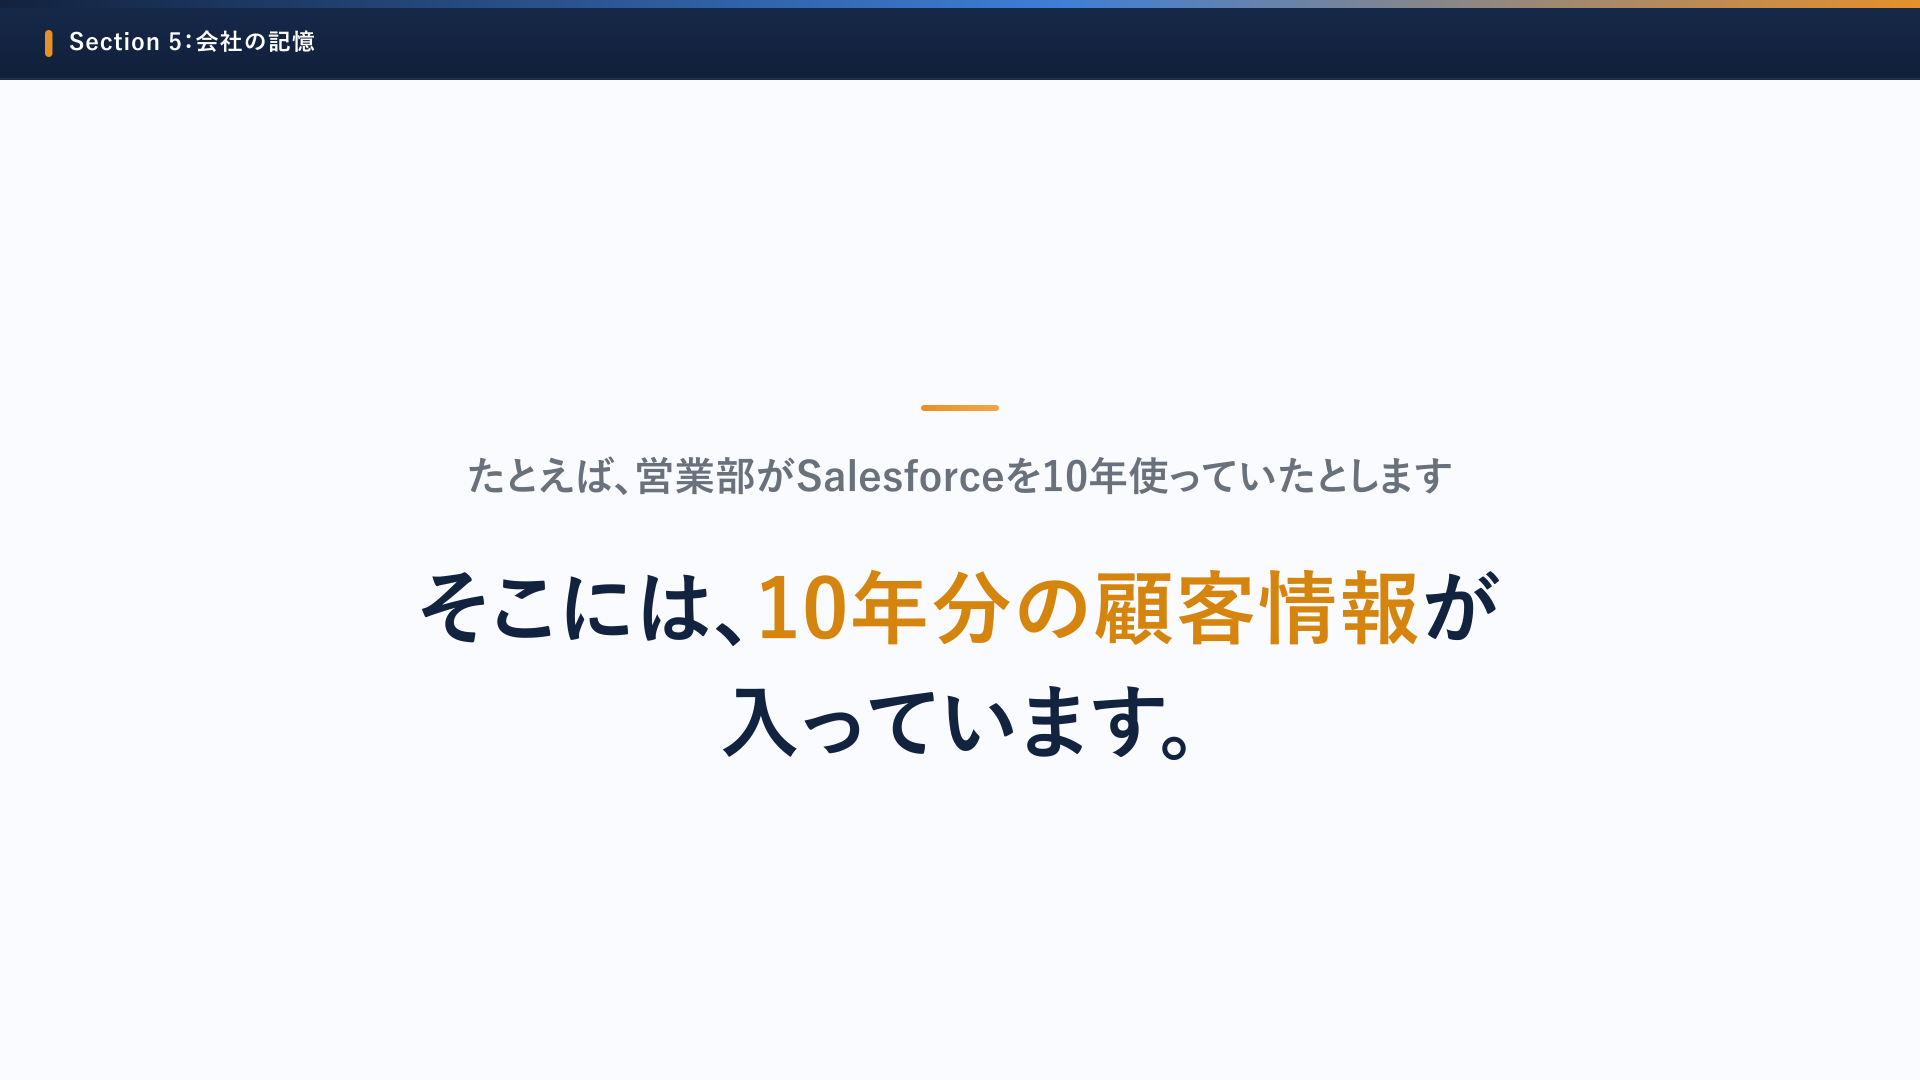 Section 5：会社の記憶
たとえば、営業部がSalesforceを10年使っていたとします
そこには、10年分の顧客情報が
入っています。